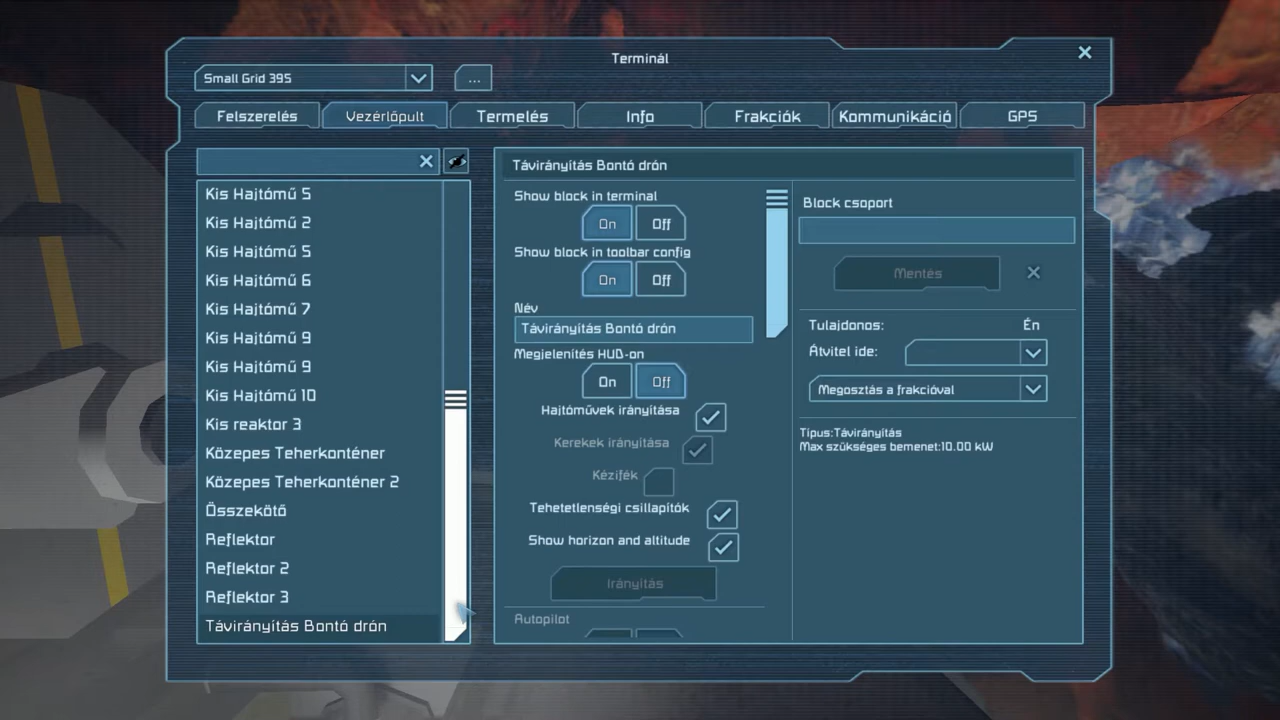 Terminál
Small Grid 395
...
Felszerelés
Vezérlőpult
Termelés
Info
Frakciók
Kommunikáció
GPS
Kis Hajtómű 5
Kis Hajtómű 2
Kis Hajtómű 5
Kis Hajtómű 6
Kis Hajtómű 7
Kis Hajtómű 9
Kis Hajtómű 9
Kis Hajtómű 10
Kis reaktor 3
Közepes Teherkonténer
Közepes Teherkonténer 2
Összekötő
Reflektor
Reflektor 2
Reflektor 3
Távirányítás Bontó drón
Távirányítás Bontó drón
Show block in terminal
On Off
Show block in toolbar config
On Off
Név
Távirányítás Bontó drón
Megjelenítés HUD-on
On Off
Hajtóművek irányítása
Kerekek irányítása
Kézifék
Tehetetlenségi csillapítók
Show horizon and altitude
Irányítás
Autopilot
Block csoport
Mentés
Tulajdonos: Én
Átvitel ide:
Megosztás a frakcióval
Típus:Távirányítás
Max szükséges bemenet:10.00 kW